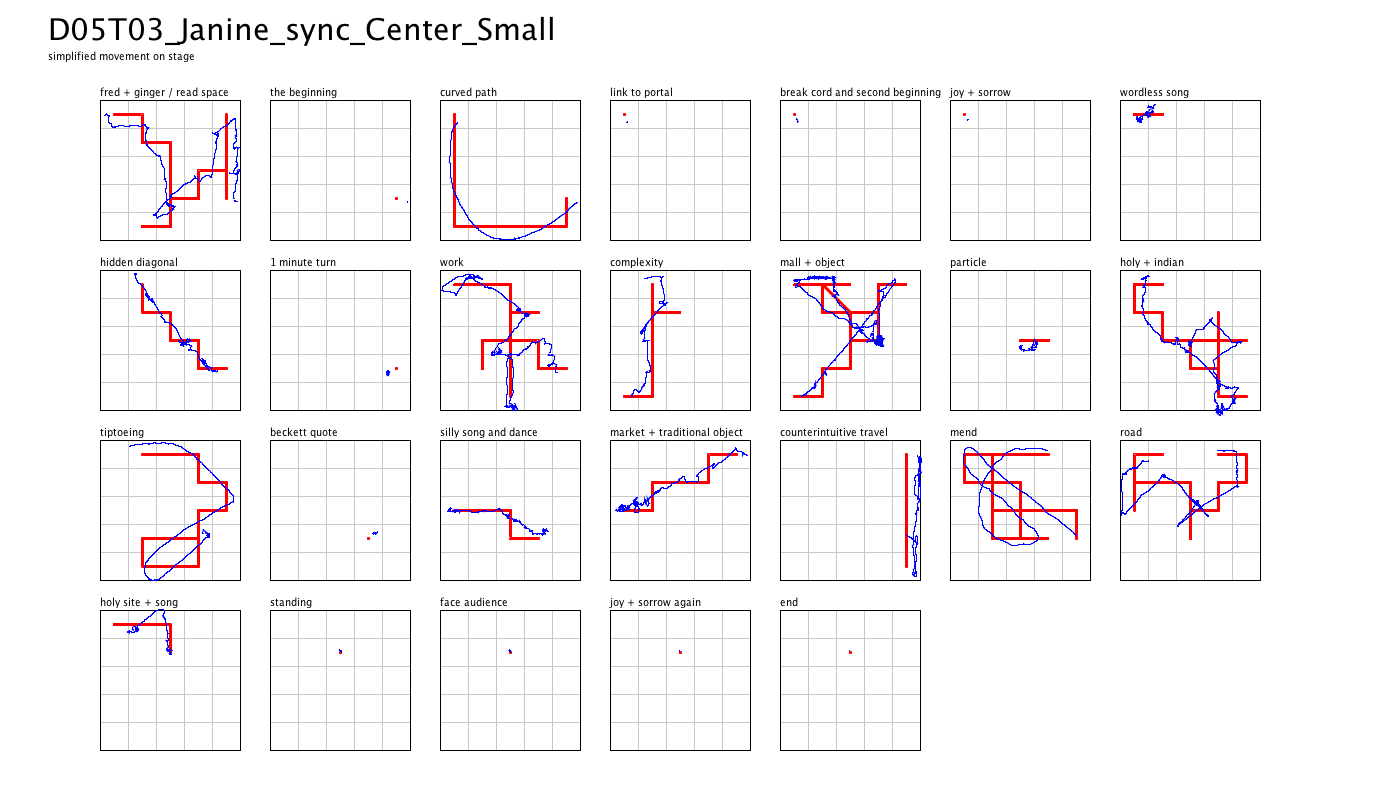 D05T03_Janine_sync_Center_Small
simplified movement on stage
fred + ginger / read space
the beginning
curved path
link to portal
break cord and second beginning
joy + sorrow
wordless song
hidden diagonal
1 minute turn
work
complexity
mall + object
particle
holy + indian
tiptoeing
beckett quote
silly song and dance
market + traditional object
counterintuitive travel
mend
road
holy site + song
standing
face audience
joy + sorrow again
end